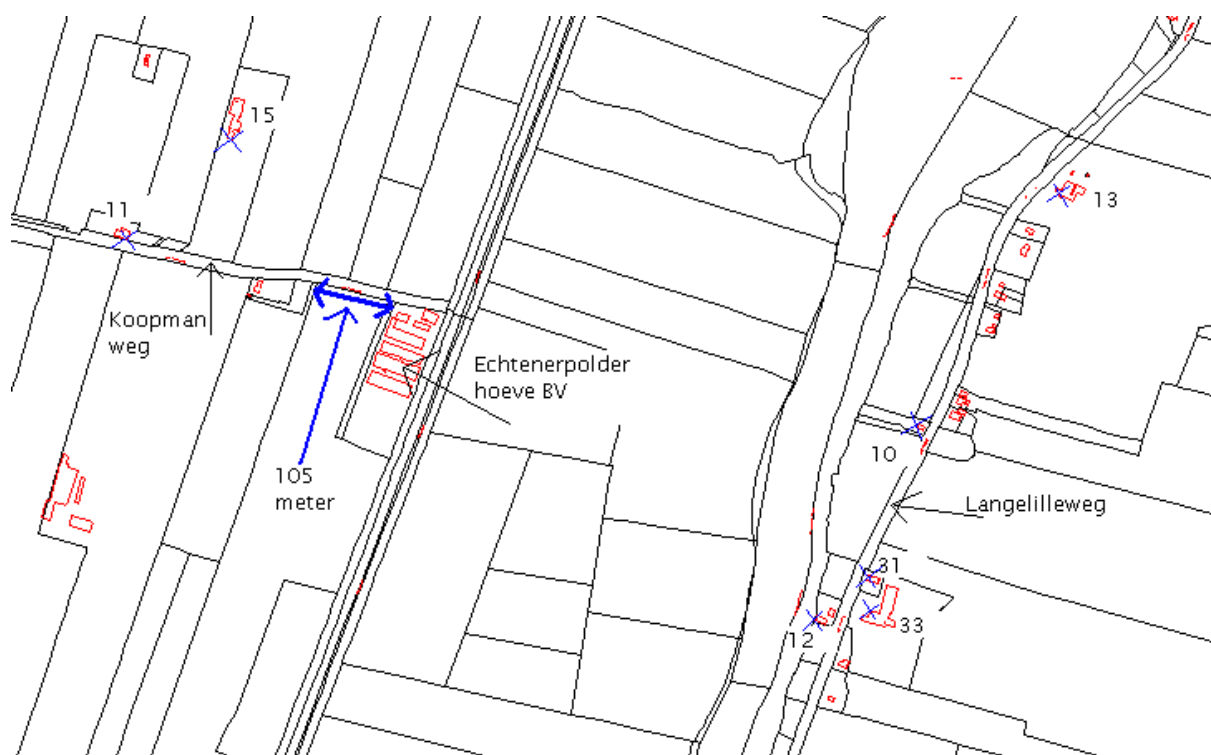 15
11
13
Koopman
weg
Echtenerpolder
hoeve BV
105
meter
10
Langelilleweg
31
33
12